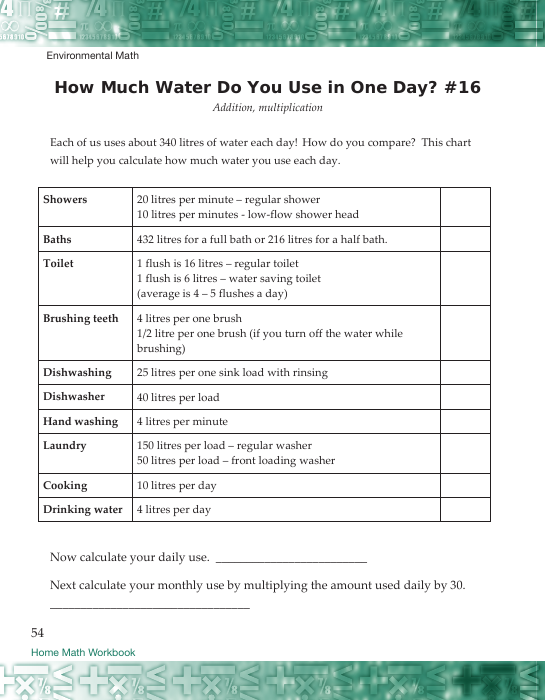 Environmental Math
How Much Water Do You Use in One Day? #16
Addition, multiplication
Each of us uses about 340 litres of water each day! How do you compare? This chart
will help you calculate how much water you use each day.
Showers
20 litres per minute – regular shower
10 litres per minutes - low-flow shower head
Baths
432 litres for a full bath or 216 litres for a half bath.
Toilet
1 flush is 16 litres – regular toilet
1 flush is 6 litres – water saving toilet
(average is 4 – 5 flushes a day)
Brushing teeth
4 litres per one brush
1/2 litre per one brush (if you turn off the water while
brushing)
Dishwashing
25 litres per one sink load with rinsing
Dishwasher
40 litres per load
Hand washing
4 litres per minute
Laundry
150 litres per load – regular washer
50 litres per load – front loading washer
Cooking
10 litres per day
Drinking water
4 litres per day
Now calculate your daily use. _________________________
Next calculate your monthly use by multiplying the amount used daily by 30.
_________________________________
54
Home Math Workbook